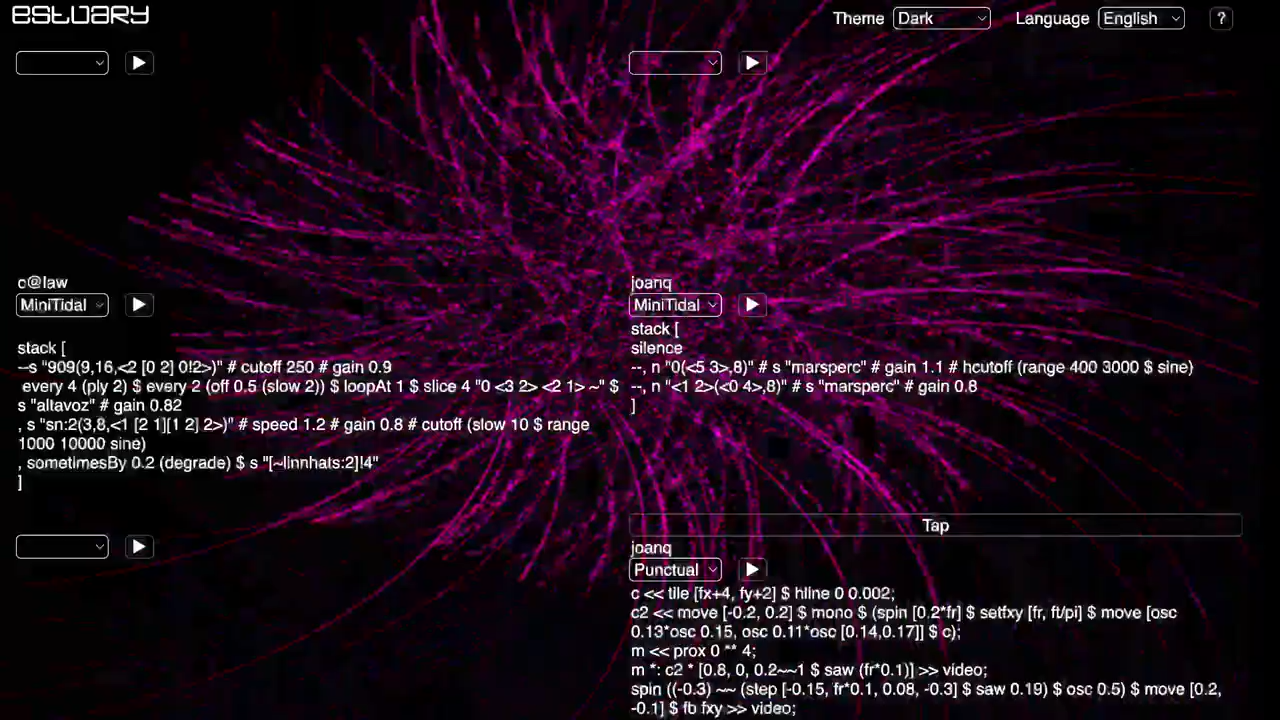 estuary
Theme Dark Language English ?
c@law
MiniTidal
stack [
--s "909(9,16,<2 [0 2] 0!2>)" # cutoff 250 # gain 0.9
every 4 (ply 2) $ every 2 (off 0.5 (slow 2)) $ loopAt 1 $ slice 4 "0 <3 2> <2 1> ~" $
s "altavoz" # gain 0.82
, s "sn:2(3,8,<1 [2 1][1 2] 2>)" # speed 1.2 # gain 0.8 # cutoff (slow 10 $ range
1000 10000 sine)
, sometimesBy 0.2 (degrade) $ s "[~linnhats:2]!4"
]
joanq
MiniTidal
stack [
silence
--, n "0(<5 3>,8)" # s "marsperc" # gain 1.1 # hcutoff (range 400 3000 $ sine)
--, n "<1 2>(<0 4>,8)" # s "marsperc" # gain 0.8
]
Tap
joanq
Punctual
c << tile [fx+4, fy+2] $ hline 0 0.002;
c2 << move [-0.2, 0.2] $ mono $ (spin [0.2*fr] $ setfxy [fr, ft/pi] $ move [osc
0.13*osc 0.15, osc 0.11*osc [0.14,0.17]] $ c);
m << prox 0 ** 4;
m *: c2 * [0.8, 0, 0.2~~1 $ saw (fr*0.1)] >> video;
spin ((-0.3) ~~ (step [-0.15, fr*0.1, 0.08, -0.3] $ saw 0.19) $ osc 0.5) $ move [0.2,
-0.1] $ fb fxy >> video;